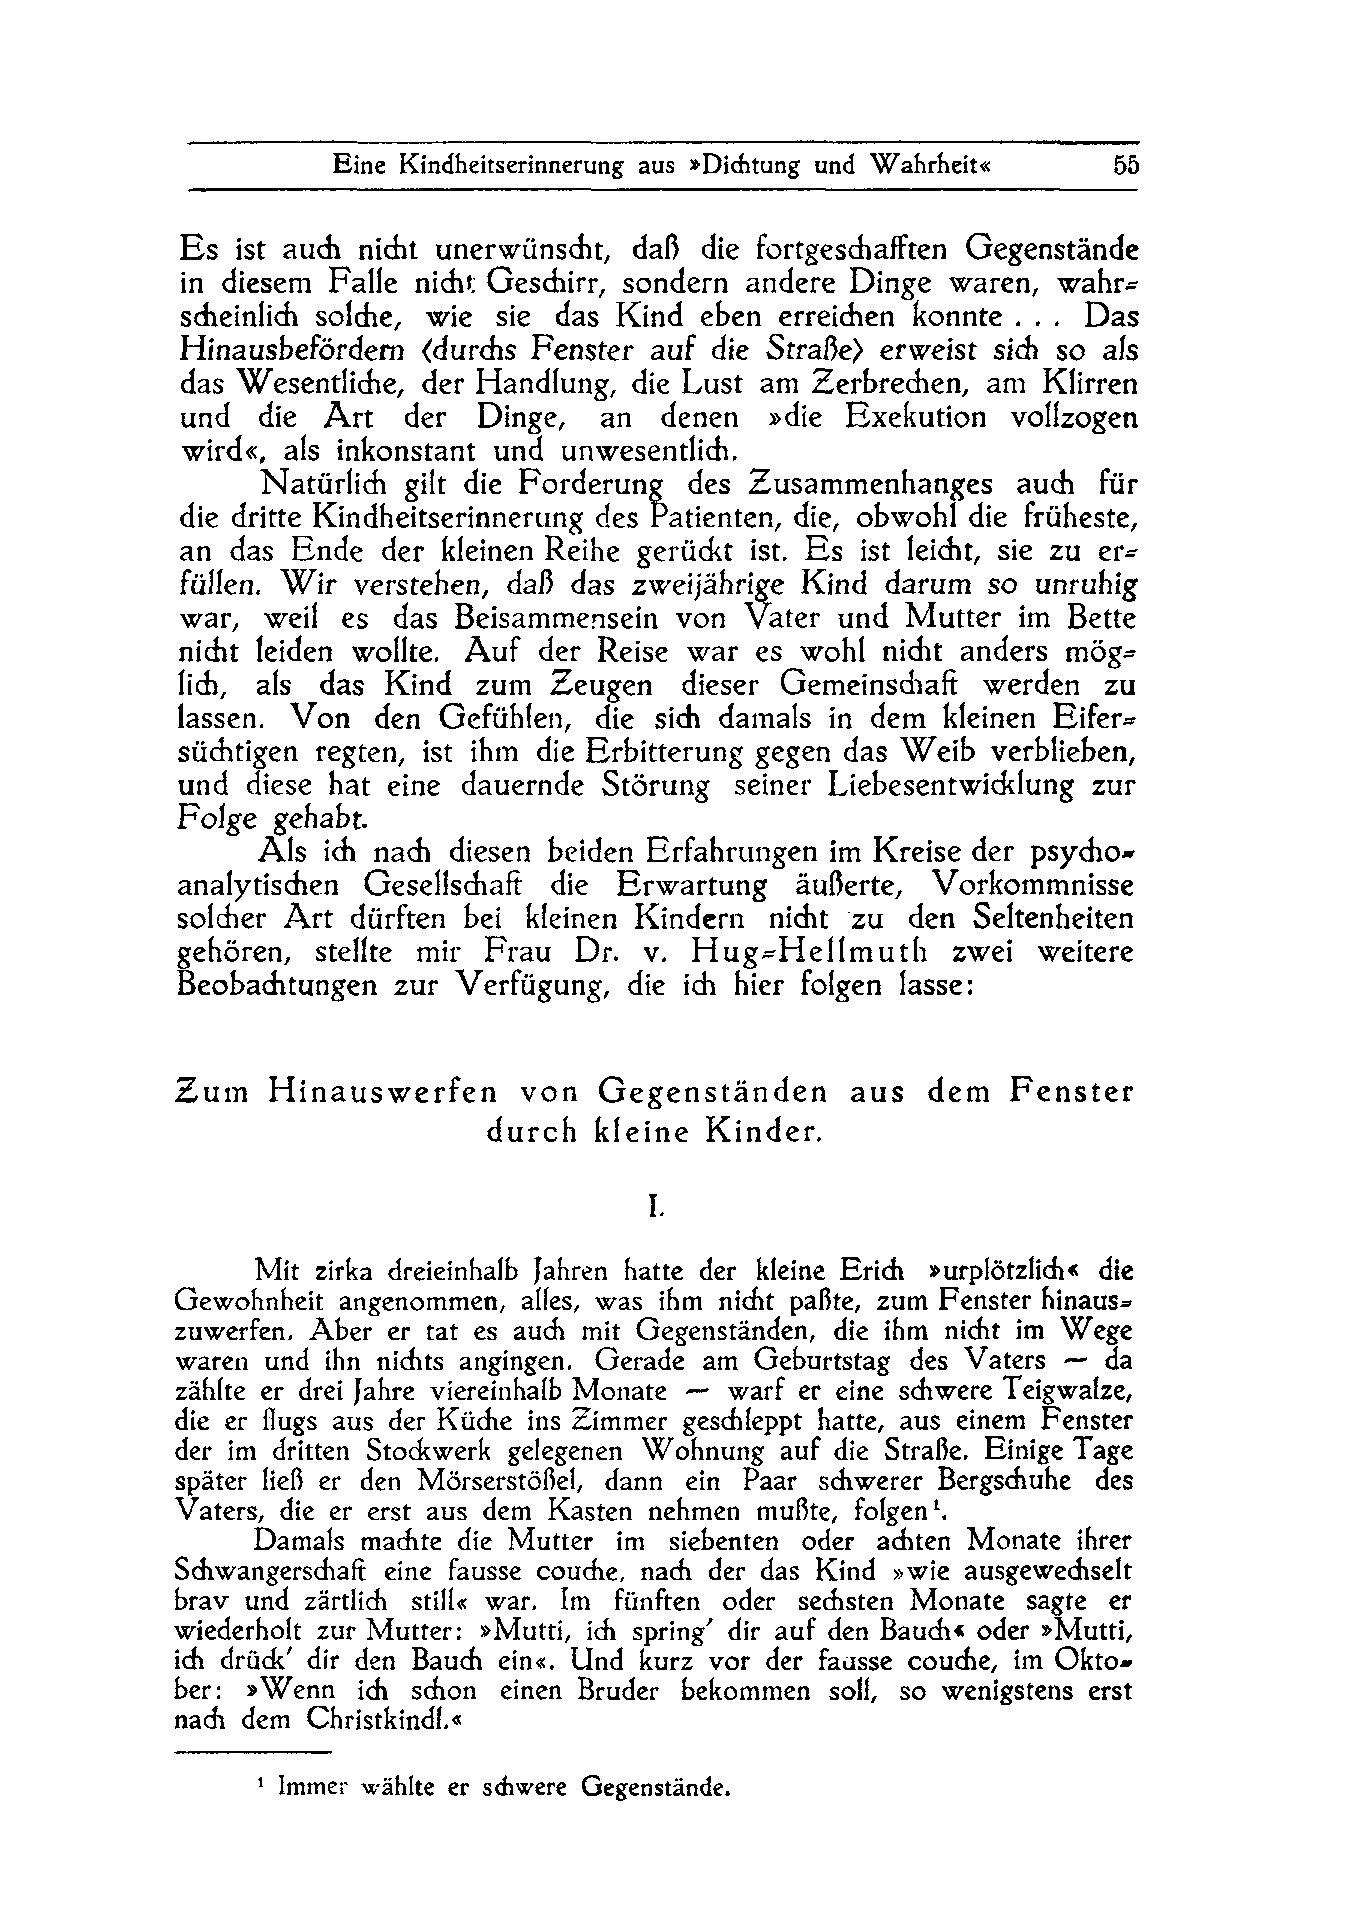 Eine Kindheitserinnerung aus »Dichtung und Wahrheit« 55
Es ist auch nicht unerwünscht, daß die fortgeschafften Gegenstände
in diesem Falle nicht Geschirr, sondern andere Dinge waren, wahr-
scheinlich solche, wie sie das Kind eben erreichen konnte . . . Das
Hinausbefördern (durchs Fenster auf die Straße) erweist sich so als
das Wesentliche, der Handlung, die Lust am Zerbrechen, am Klirren
und die Art der Dinge, an denen »die Exekution vollzogen
wird«, als inkonstant und unwesentlich.
Natürlich gilt die Forderung des Zusammenhanges auch für
die dritte Kindheitserinnerung des Patienten, die, obwohl die früheste,
an das Ende der kleinen Reihe gerückt ist. Es ist leicht, sie zu er-
füllen. Wir verstehen, daß das zweijährige Kind darum so unruhig
war, weil es das Beisammensein von Vater und Mutter im Bette
nicht leiden wollte. Auf der Reise war es wohl nicht anders mög-
lich, als das Kind zum Zeugen dieser Gemeinschaft werden zu
lassen. Von den Gefühlen, die sich damals in dem kleinen Eifer-
süchtigen regten, ist ihm die Erbitterung gegen das Weib verblieben,
und diese hat eine dauernde Störung seiner Liebesentwicklung zur
Folge gehabt.
Als ich nach diesen beiden Erfahrungen im Kreise der psycho-
analytischen Gesellschaft die Erwartung äußerte, Vorkommnisse
solcher Art dürften bei kleinen Kindern nicht zu den Seltenheiten
gehören, stellte mir Frau Dr. v. Hug-Hellmuth zwei weitere
Beobachtungen zur Verfügung, die ich hier folgen lasse:
Zum Hinauswerfen von Gegenständen aus dem Fenster
durch kleine Kinder.
I.
Mit zirka dreieinhalb Jahren hatte der kleine Erich »urplötzlich« die
Gewohnheit angenommen, alles, was ihm nicht paßte, zum Fenster hinaus-
zuwerfen. Aber er tat es auch mit Gegenständen, die ihm nicht im Wege
waren und ihn nichts angingen. Gerade am Geburtstag des Vaters — da
zählte er drei Jahre viereinhalb Monate — warf er eine schwere Teigwalze,
die er flugs aus der Küche ins Zimmer geschleppt hatte, aus einem Fenster
der im dritten Stockwerk gelegenen Wohnung auf die Straße. Einige Tage
später ließ er den Mörserstößel, dann ein Paar schwerer Bergschuhe des
Vaters, die er erst aus dem Kasten nehmen mußte, folgen¹.
Damals machte die Mutter im siebenten oder achten Monate ihrer
Schwangerschaft eine fausse couche, nach der das Kind »wie ausgewechselt
brav und zärtlich still« war. Im fünften oder sechsten Monate sagte er
wiederholt zur Mutter: »Mutti, ich spring' dir auf den Bauch« oder »Mutti,
ich drück' dir den Bauch ein«. Und kurz vor der fausse couche, im Okto-
ber: »Wenn ich schon einen Bruder bekommen soll, so wenigstens erst
nach dem Christkindl.«
¹ Immer wählte er schwere Gegenstände.